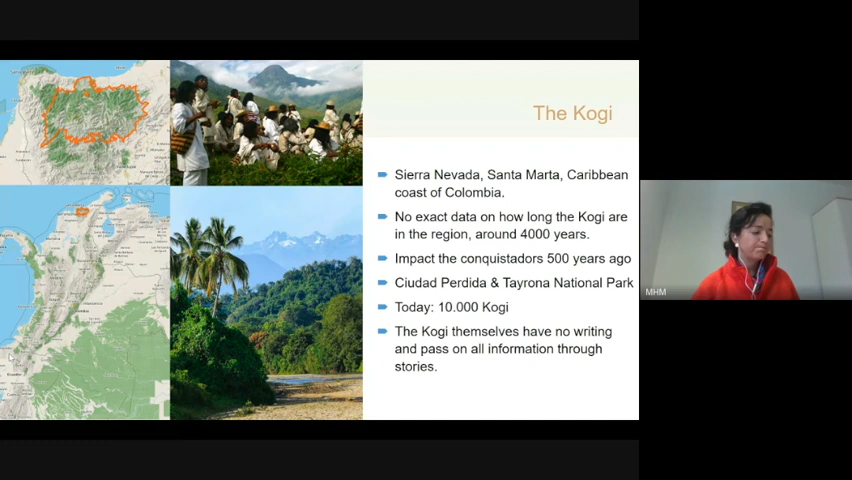 The Kogi
Sierra Nevada, Santa Marta, Caribbean
coast of Colombia.
No exact data on how long the Kogi are
in the region, around 4000 years.
Impact the conquistadors 500 years ago
Ciudad Perdida & Tayrona National Park
Today: 10.000 Kogi
The Kogi themselves have no writing
and pass on all information through
stories.
MHM